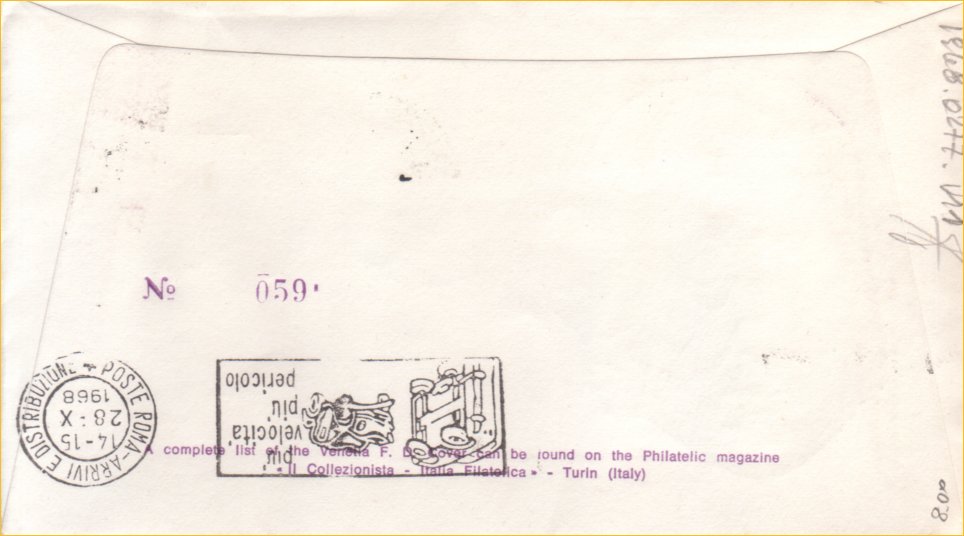 Nº 059
POSTE ROMA-ARRIVI E DISTRIBUZIONE
14-15
28·X
1968
più
velocità
più
pericolo
A complete list of the Venetia F. D. Cover can be found on the Philatelic magazine
• Il Collezionista - Italia Filatelica • - Turin (Italy)